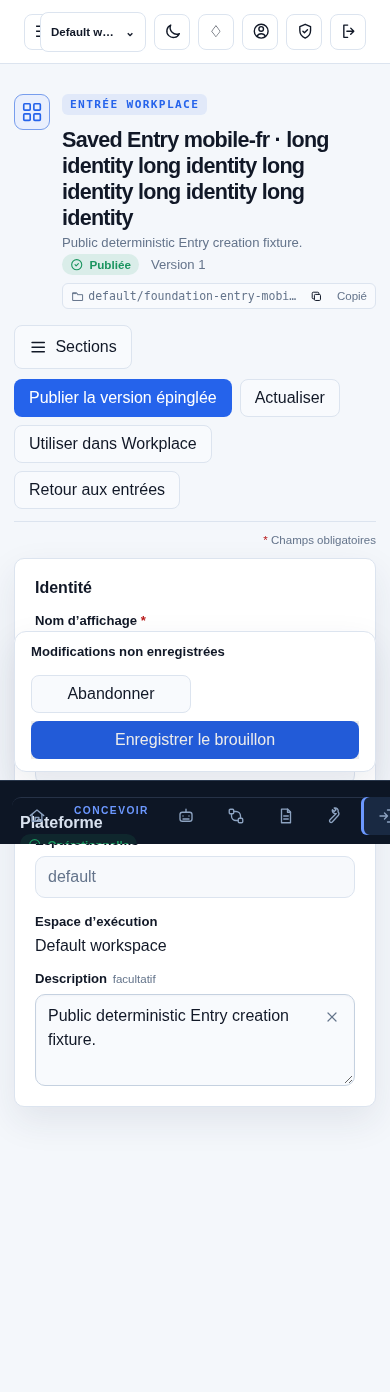 Default w… ⌄
ENTRÉE WORKPLACE
Saved Entry mobile-fr · long
identity long identity long
identity long identity long
identity
Public deterministic Entry creation fixture.
Publiée Version 1
default/foundation-entry-mobi… Copié
Sections
Publier la version épinglée Actualiser
Utiliser dans Workplace
Retour aux entrées
* Champs obligatoires
Identité
Nom d'affichage *
Modifications non enregistrées
Abandonner
Enregistrer le brouillon
CONCEVOIR
Plateforme
default
Espace d'exécution
Default workspace
Description facultatif
Public deterministic Entry creation
fixture.